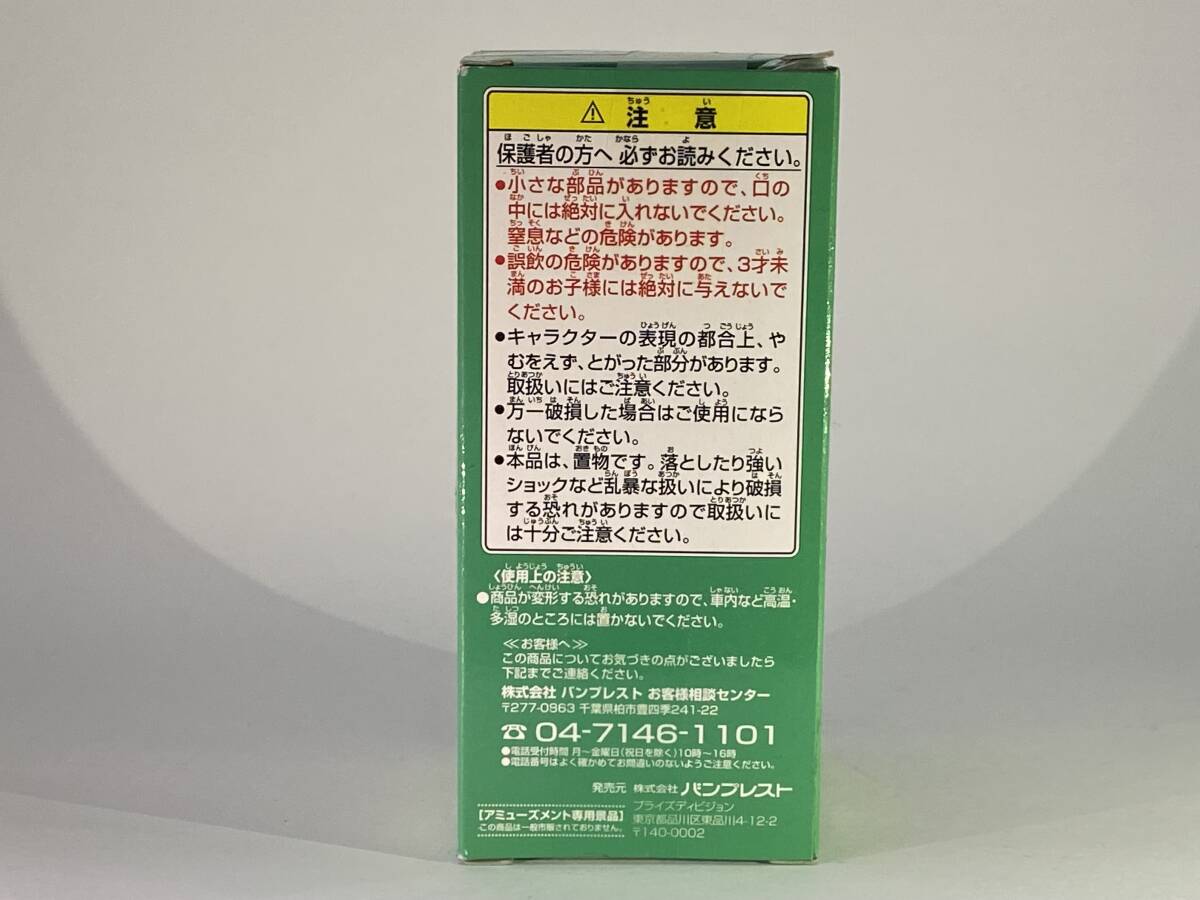 ⚠ 注意
保護者の方へ 必ずお読みください。
●小さな部品がありますので、口の
中には絶対に入れないでください。
窒息などの危険があります。
●誤飲の危険がありますので、3才未
満のお子様には絶対に与えないで
ください。
●キャラクターの表現の都合上、や
むをえず、とがった部分があります。
取扱いにはご注意ください。
●万一破損した場合はご使用になら
ないでください。
●本品は、置物です。落としたり強い
ショックなど乱暴な扱いにより破損
する恐れがありますので取扱いに
は十分ご注意ください。
〈使用上の注意〉
●商品が変形する恐れがありますので、車内など高温・
多湿のところには置かないでください。
≪お客様へ≫
この商品についてお気づきの点がございましたら
下記までご連絡ください。
株式会社 バンプレスト お客様相談センター
〒277-0963 千葉県柏市豊四季241-22
☎ 04-7146-1101
●電話受付時間 月〜金曜日(祝日を除く)10時〜16時
●電話番号はよく確かめてお間違いのないようご注意ください。
発売元 株式会社 バンプレスト
プライズディビジョン
東京都品川区東品川4-12-2
〒140-0002
【アミューズメント専用景品】
この商品は一般市販されておりません。